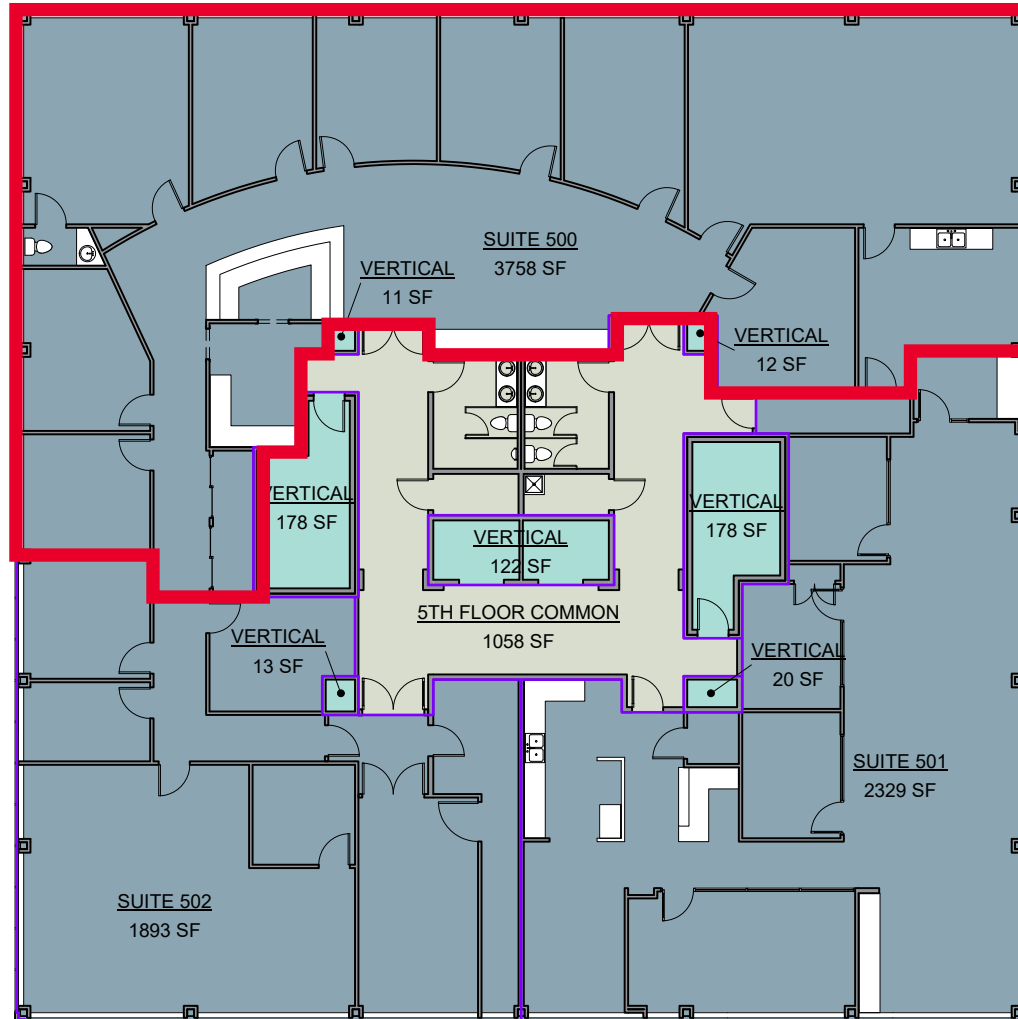 SUITE 500
3758 SF
VERTICAL
11 SF
VERTICAL
12 SF
VERTICAL
178 SF
VERTICAL
178 SF
VERTICAL
122 SF
5TH FLOOR COMMON
1058 SF
VERTICAL
13 SF
VERTICAL
20 SF
SUITE 501
2329 SF
SUITE 502
1893 SF